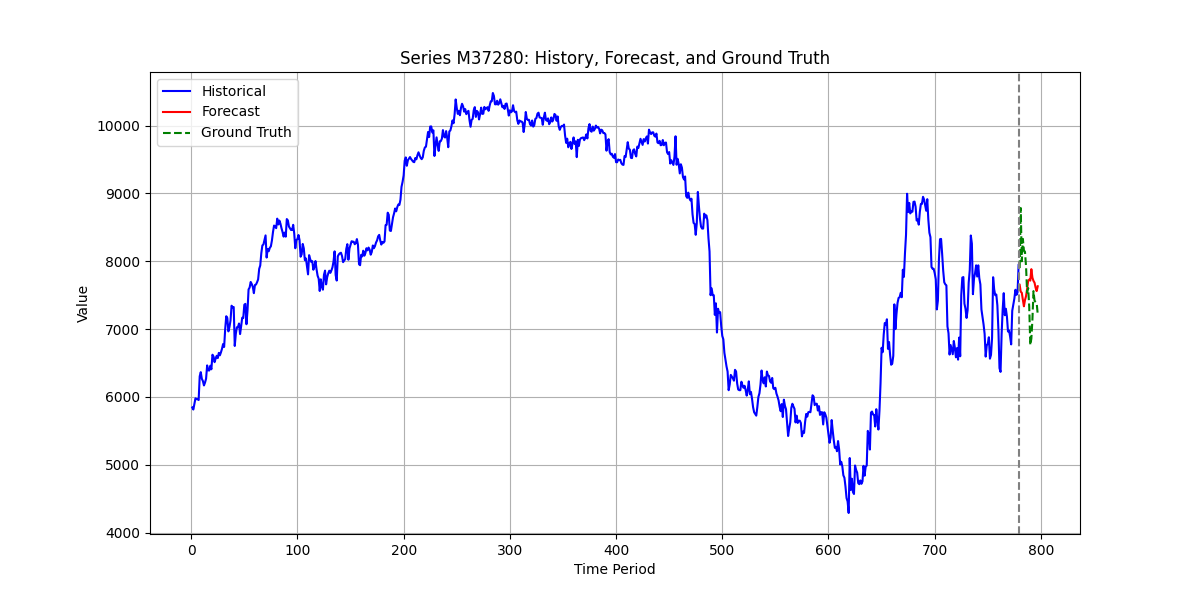 Series M37280: History, Forecast, and Ground Truth
Historical
Forecast
Ground Truth
10000
9000
8000
7000
6000
5000
4000
Value
0 100 200 300 400 500 600 700 800
Time Period